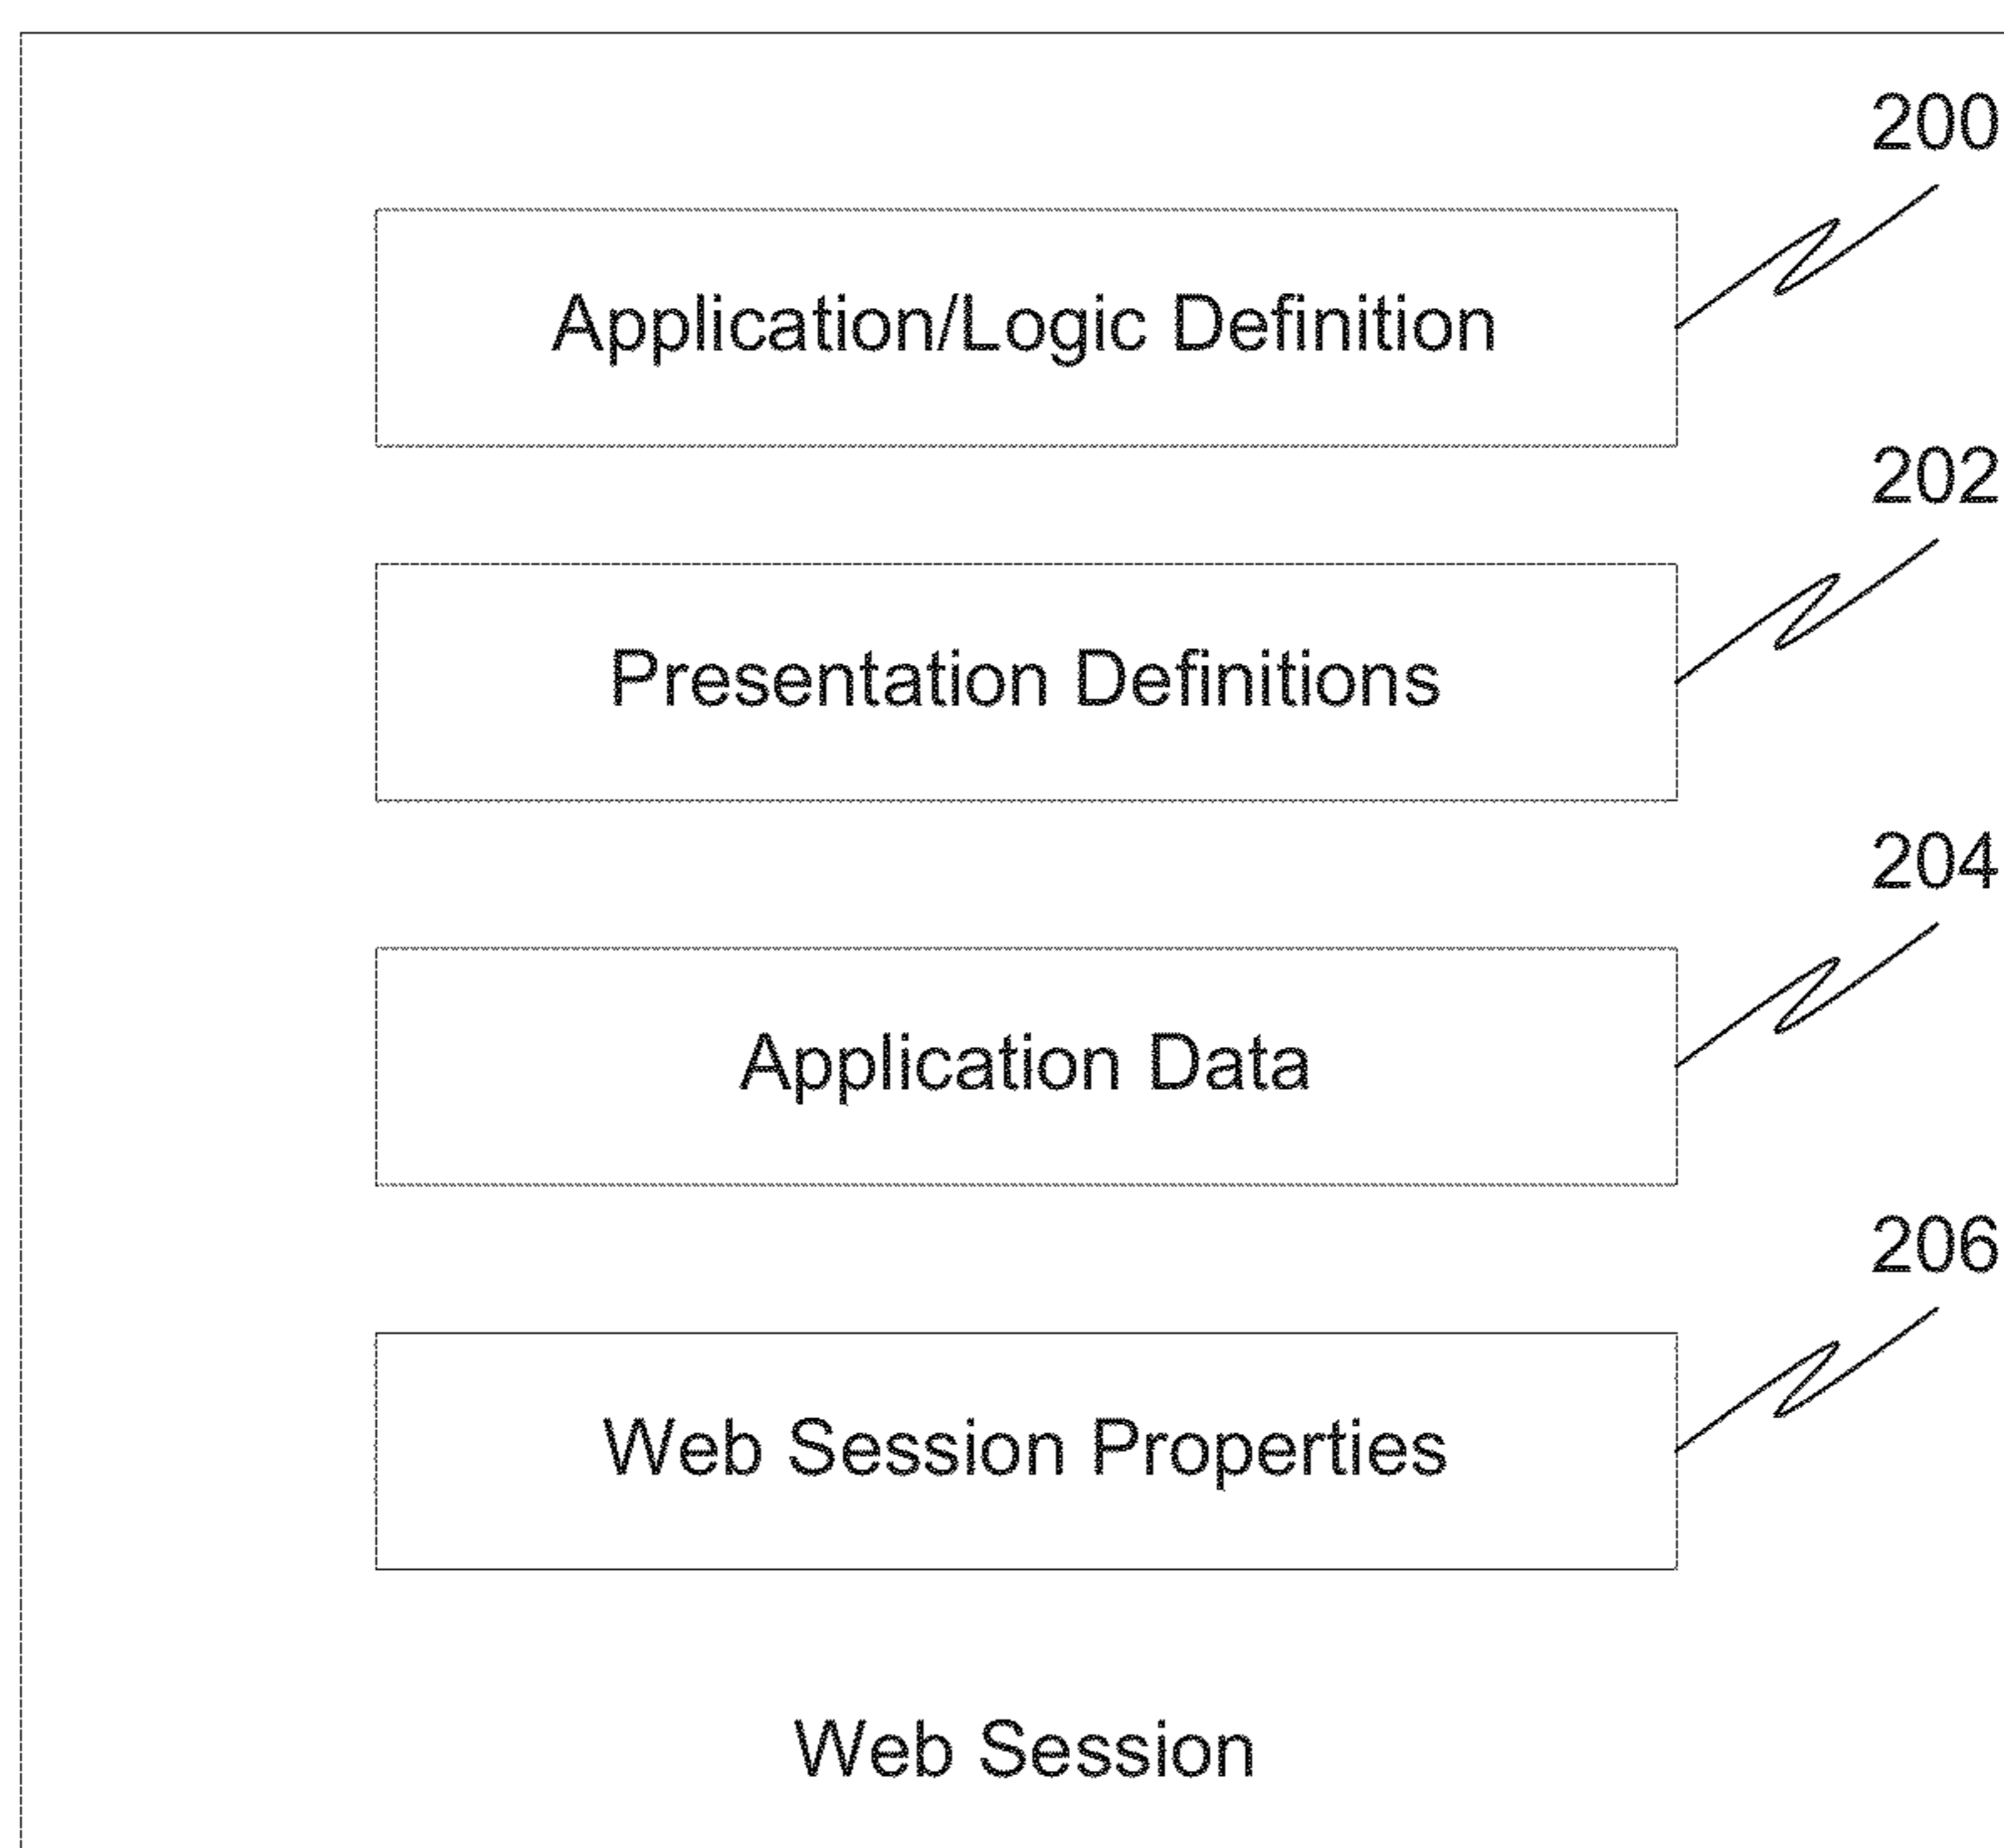 200
Application/Logic Definition
202
Presentation Definitions
204
Application Data
206
Web Session Properties
Web Session